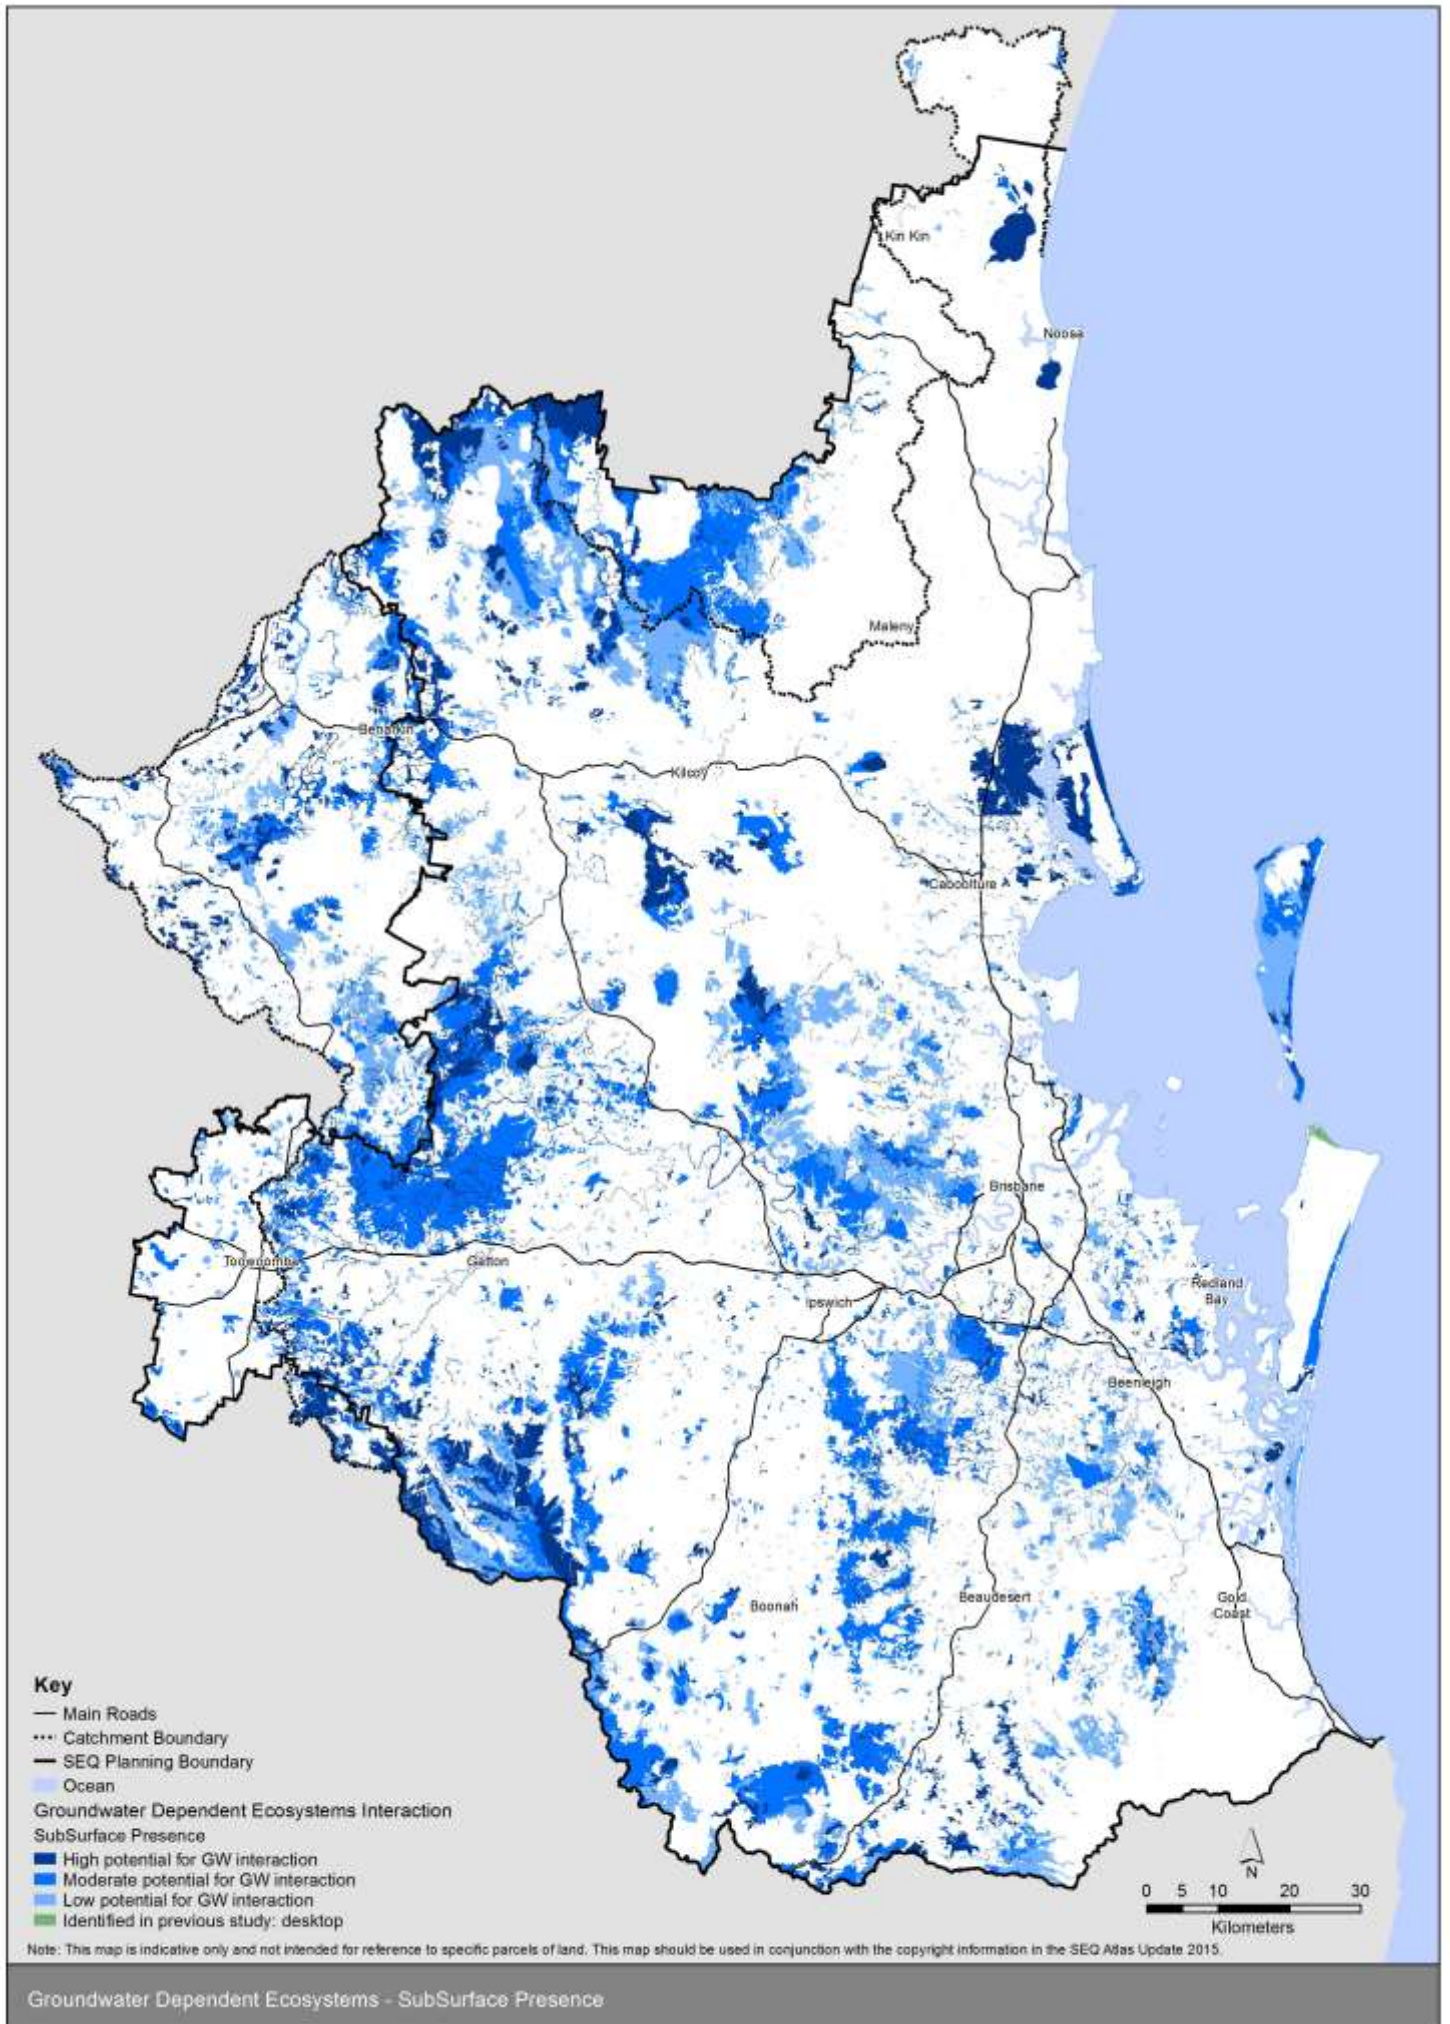 Kin Kin
Noosa
Maleny
Benarkin
Kilcoy
Caboolture
Brisbane
Toowoomba
Gatton
Redland
Bay
Ipswich
Beenleigh
Boonah
Beaudesert
Gold
Coast
Key
Main Roads
Catchment Boundary
SEQ Planning Boundary
Ocean
Groundwater Dependent Ecosystems Interaction
SubSurface Presence
High potential for GW interaction
Moderate potential for GW interaction
Low potential for GW interaction
Identified in previous study: desktop
N
0 5 10 20 30
Kilometers
Note: This map is indicative only and not intended for reference to specific parcels of land. This map should be used in conjunction with the copyright information in the SEQ Atlas Update 2015.
Groundwater Dependent Ecosystems - SubSurface Presence